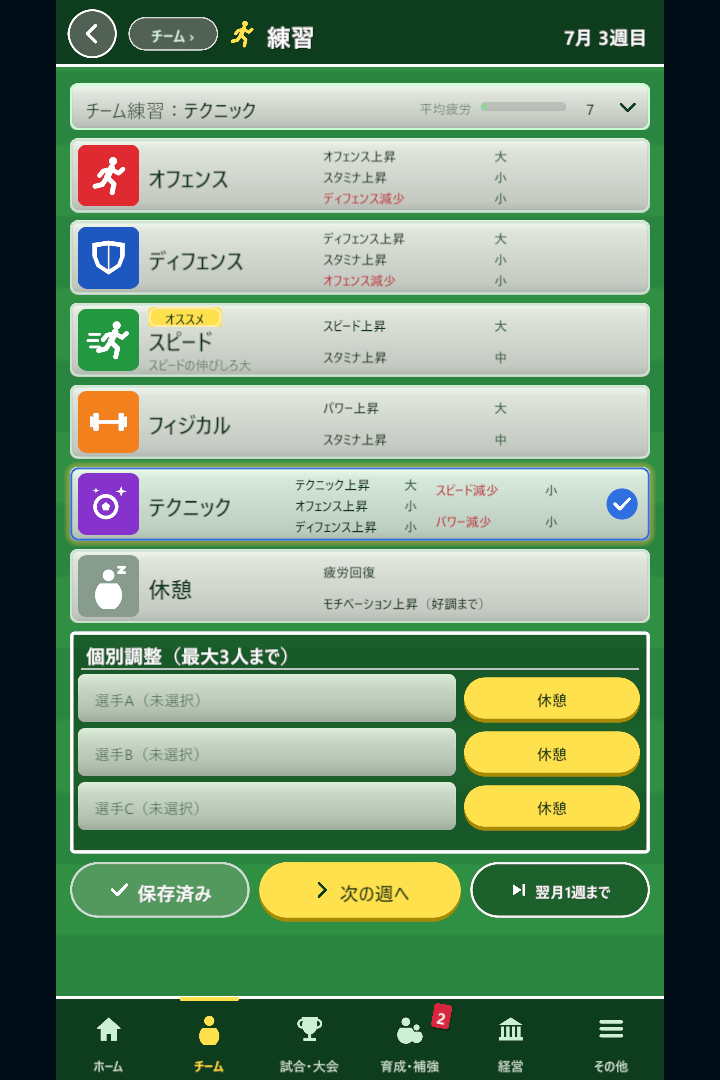 チーム ›
練習
7月 3週目
チーム練習：テクニック
平均疲労
7
オフェンス
オフェンス上昇 大
スタミナ上昇 小
ディフェンス減少 小
ディフェンス
ディフェンス上昇 大
スタミナ上昇 小
オフェンス減少 小
オススメ
スピード
スピードの伸びしろ大
スピード上昇 大
スタミナ上昇 中
フィジカル
パワー上昇 大
スタミナ上昇 中
テクニック
テクニック上昇 大
オフェンス上昇 小
ディフェンス上昇 小
スピード減少 小
パワー減少 小
休憩
疲労回復
モチベーション上昇（好調まで）
個別調整（最大3人まで）
選手A（未選択）
休憩
選手B（未選択）
休憩
選手C（未選択）
休憩
保存済み
次の週へ
翌月1週まで
2
ホーム
チーム
試合・大会
育成・補強
経営
その他